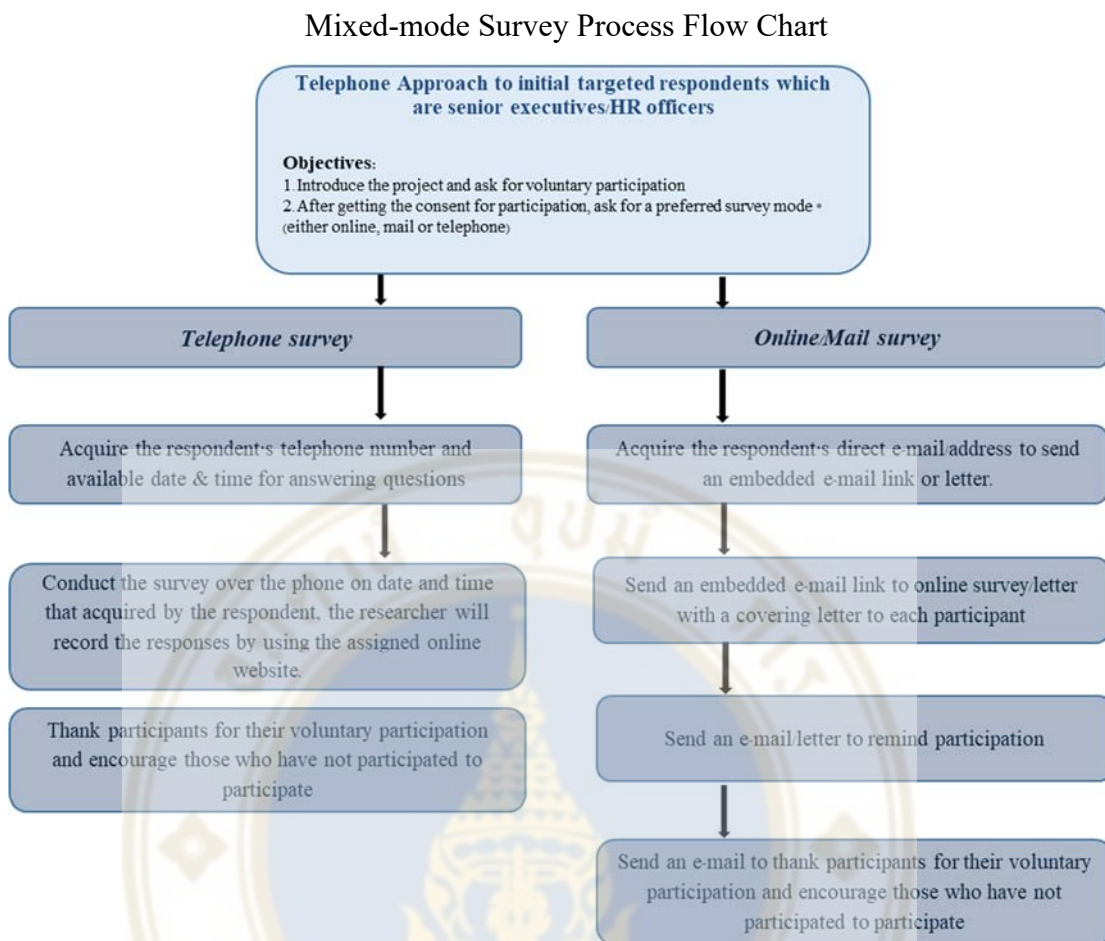 Mixed-mode Survey Process Flow Chart
Telephone Approach to initial targeted respondents which
are senior executives/HR officers
Objectives:
1.Introduce the project and ask for voluntary participation
2.After getting the consent for participation, ask for a preferred survey mode *
(either online, mail or telephone)
Telephone survey
Acquire the respondent's telephone number and
available date & time for answering questions
Conduct the survey over the phone on date and time
that acquired by the respondent, the researcher will
record the responses by using the assigned online
website.
Thank participants for their voluntary participation
and encourage those who have not participated to
participate
Online/Mail survey
Acquire the respondent's direct e-mail/address to send
an embedded e-mail link or letter.
Send an embedded e-mail link to online survey/letter
with a covering letter to each participant
Send an e-mail/letter to remind participation
Send an e-mail to thank participants for their voluntary
participation and encourage those who have not
participated to participate